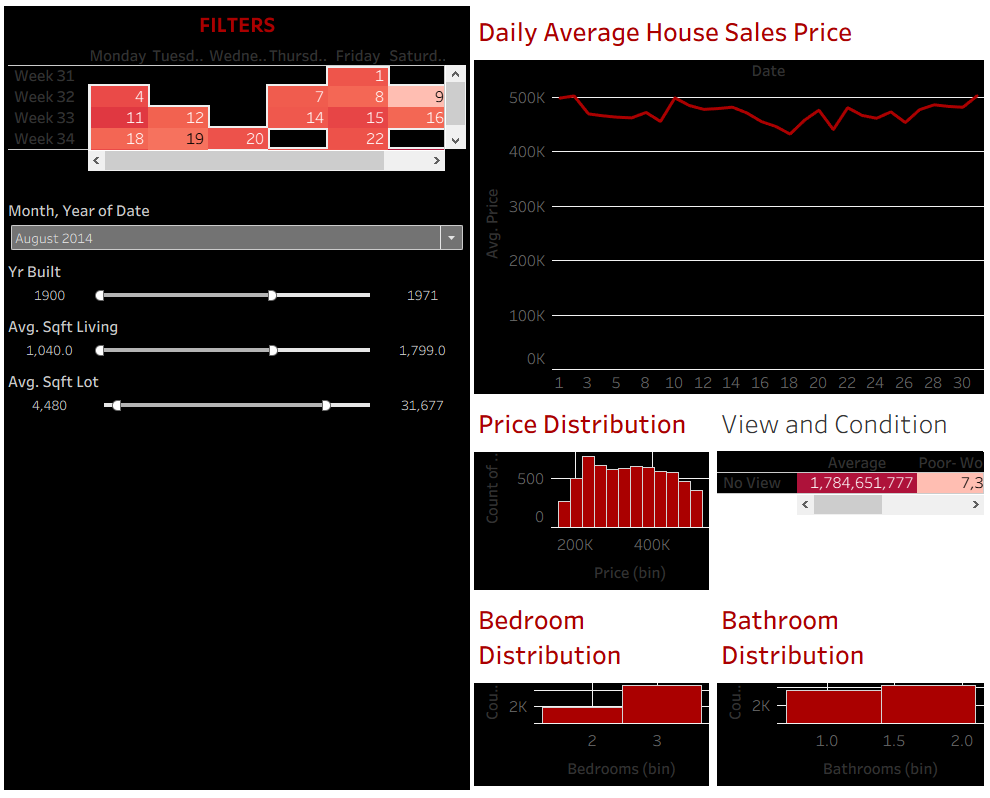 FILTERS
Monday Tuesd.. Wedne.. Thursd.. Friday Saturd..
Week 31 1
Week 32 4 7 8 9
Week 33 11 12 14 15 16
Week 34 18 19 20 22
Month, Year of Date
August 2014
Yr Built
1900 1971
Avg. Sqft Living
1,040.0 1,799.0
Avg. Sqft Lot
4,480 31,677
Daily Average House Sales Price
Date
500K
400K
300K
200K
100K
0K
Avg. Price
1 3 5 8 10 12 14 16 18 20 22 24 26 28 30
Price Distribution
Count of ..
500
0
200K 400K
Price (bin)
View and Condition
Average Poor- Wo
No View 1,784,651,777 7,3
Bedroom
Distribution
Cou..
2K
2 3
Bedrooms (bin)
Bathroom
Distribution
Cou..
2K
1.0 1.5 2.0
Bathrooms (bin)